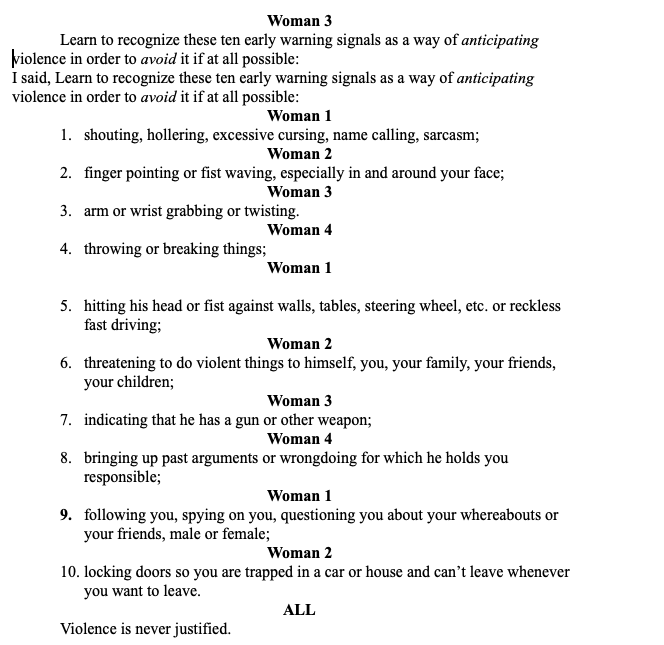 Woman 3
Learn to recognize these ten early warning signals as a way of anticipating
violence in order to avoid it if at all possible:
I said, Learn to recognize these ten early warning signals as a way of anticipating
violence in order to avoid it if at all possible:
Woman 1
1. shouting, hollering, excessive cursing, name calling, sarcasm;
Woman 2
2. finger pointing or fist waving, especially in and around your face;
Woman 3
3. arm or wrist grabbing or twisting.
Woman 4
4. throwing or breaking things;
Woman 1
5. hitting his head or fist against walls, tables, steering wheel, etc. or reckless
fast driving;
Woman 2
6. threatening to do violent things to himself, you, your family, your friends,
your children;
Woman 3
7. indicating that he has a gun or other weapon;
Woman 4
8. bringing up past arguments or wrongdoing for which he holds you
responsible;
Woman 1
9. following you, spying on you, questioning you about your whereabouts or
your friends, male or female;
Woman 2
10. locking doors so you are trapped in a car or house and can’t leave whenever
you want to leave.
ALL
Violence is never justified.